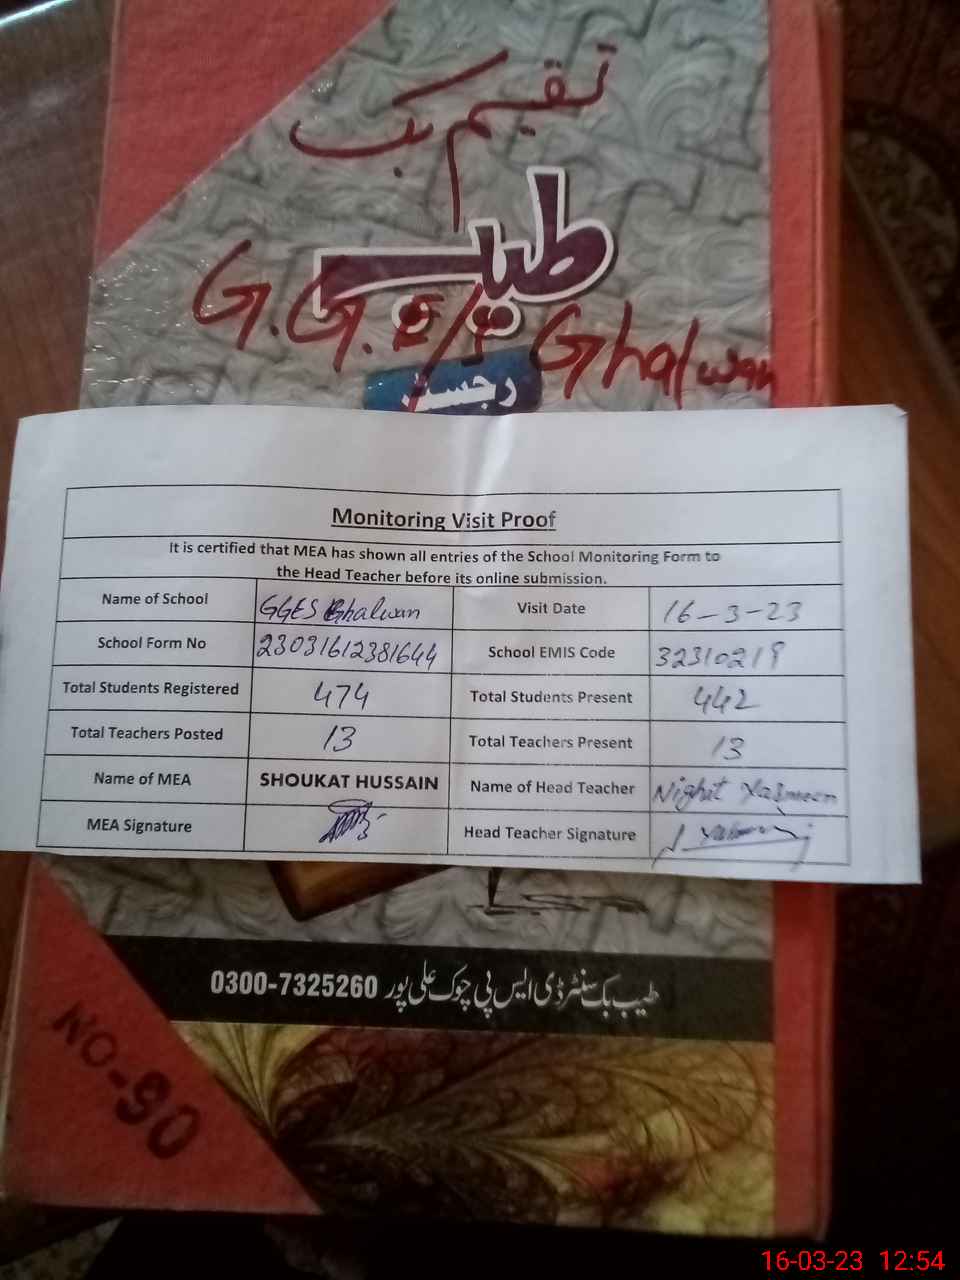 تقسیم بک
طیب
G.G.E/S Ghalwan
رجسٹر
Monitoring Visit Proof
It is certified that MEA has shown all entries of the School Monitoring Form to
the Head Teacher before its online submission.
Name of School GGES Ghalwan Visit Date 16-3-23
School Form No 23031612381644 School EMIS Code 32310219
Total Students Registered 474 Total Students Present 442
Total Teachers Posted 13 Total Teachers Present 13
Name of MEA SHOUKAT HUSSAIN Name of Head Teacher Nighit Yasmeen
MEA Signature Head Teacher Signature
طیب بک سنٹر ڈی ایس پی چوک علی پور 0300-7325260
NO-90
16-03-23 12:54